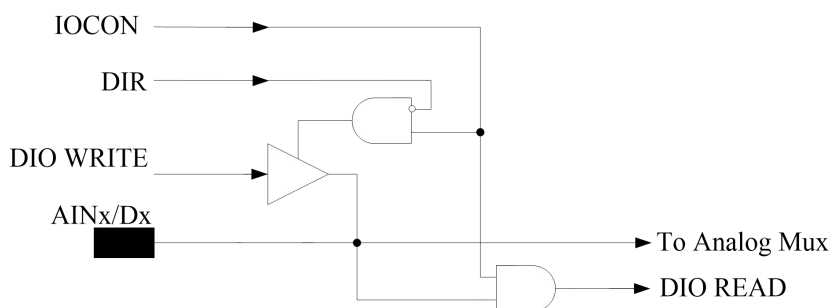 IOCON
DIR
DIO WRITE
AINx/Dx
To Analog Mux
DIO READ